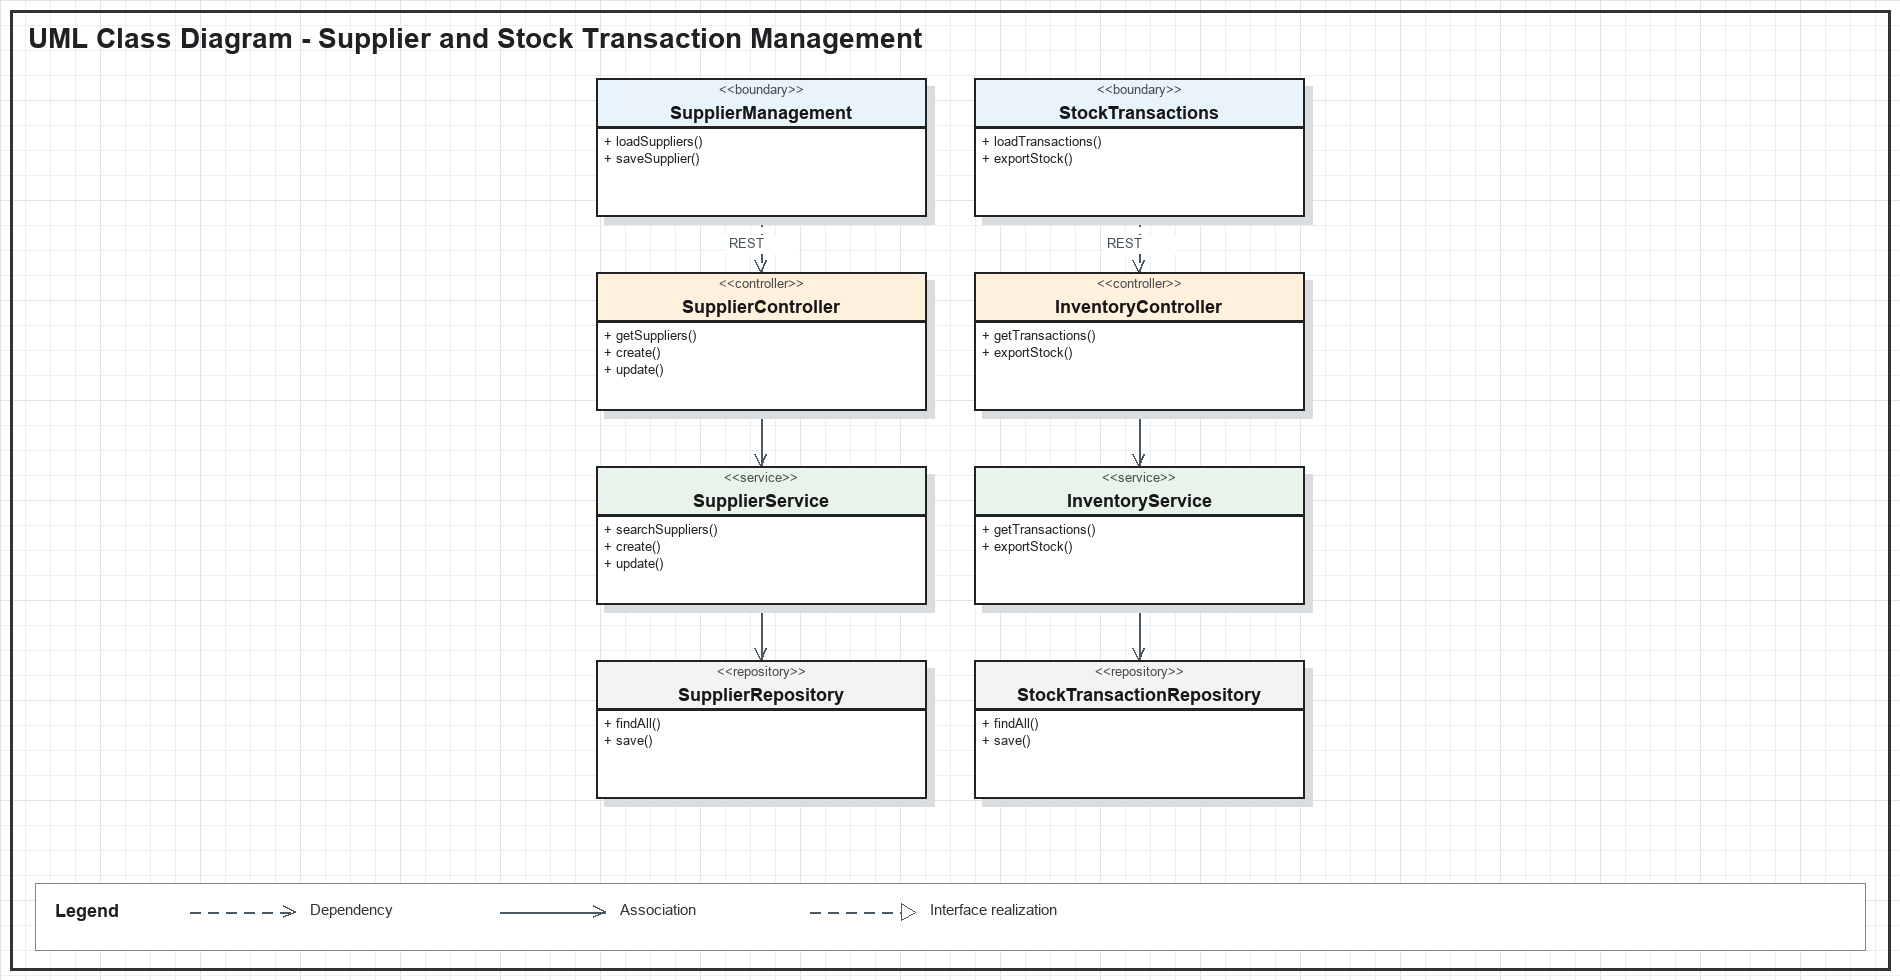 UML Class Diagram - Supplier and Stock Transaction Management
<<boundary>>
SupplierManagement
+ loadSuppliers()
+ saveSupplier()
<<boundary>>
StockTransactions
+ loadTransactions()
+ exportStock()
REST
REST
<<controller>>
SupplierController
+ getSuppliers()
+ create()
+ update()
<<controller>>
InventoryController
+ getTransactions()
+ exportStock()
<<service>>
SupplierService
+ searchSuppliers()
+ create()
+ update()
<<service>>
InventoryService
+ getTransactions()
+ exportStock()
<<repository>>
SupplierRepository
+ findAll()
+ save()
<<repository>>
StockTransactionRepository
+ findAll()
+ save()
Legend
Dependency
Association
Interface realization